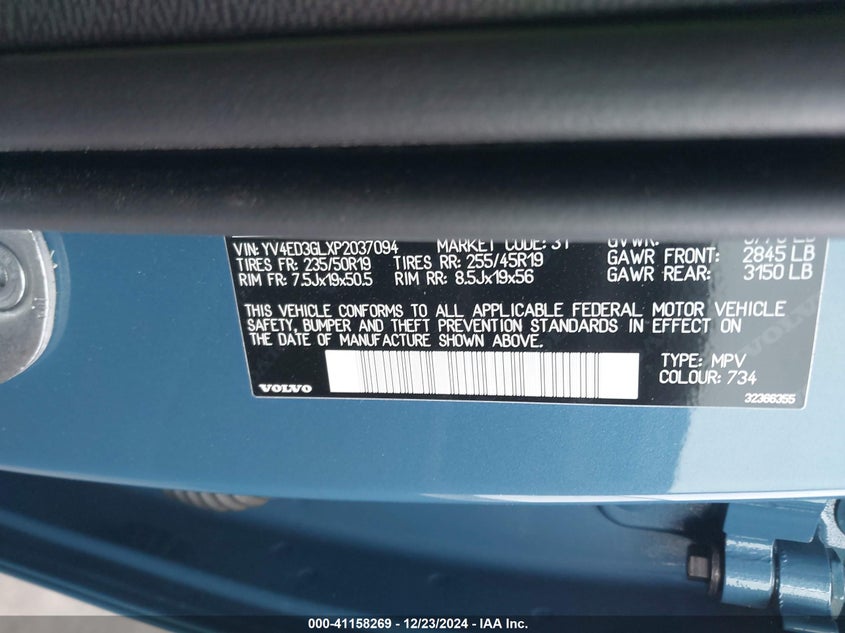 VIN: YV4ED3GLXP2037094 MARKET CODE: 31 GVWR:
TIRES FR: 235/50R19 TIRES RR: 255/45R19 GAWR FRONT: 2845 LB
RIM FR: 7.5Jx19x50.5 RIM RR: 8.5Jx19x56 GAWR REAR: 3150 LB
THIS VEHICLE CONFORMS TO ALL APPLICABLE FEDERAL MOTOR VEHICLE
SAFETY, BUMPER AND THEFT PREVENTION STANDARDS IN EFFECT ON
THE DATE OF MANUFACTURE SHOWN ABOVE.
TYPE: MPV
COLOUR: 734
VOLVO
32366355
000-41158269 - 12/23/2024 - IAA Inc.